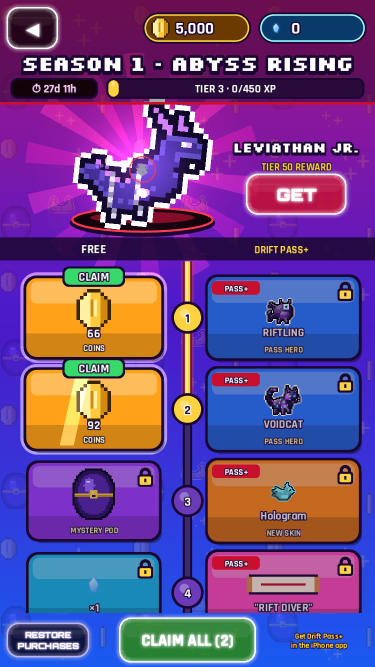 5,000
0
SEASON 1 - ABYSS RISING
27d 11h
TIER 3 · 0/450 XP
LEVIATHAN JR.
TIER 50 REWARD
GET
FREE
DRIFT PASS+
CLAIM
66
COINS
1
PASS+
RIFTLING
PASS HERO
CLAIM
92
COINS
2
PASS+
VOIDCAT
PASS HERO
MYSTERY POD
3
PASS+
Hologram
NEW SKIN
×1
4
PASS+
"RIFT DIVER"
RESTORE
PURCHASES
CLAIM ALL (2)
Get Drift Pass+
in the iPhone app